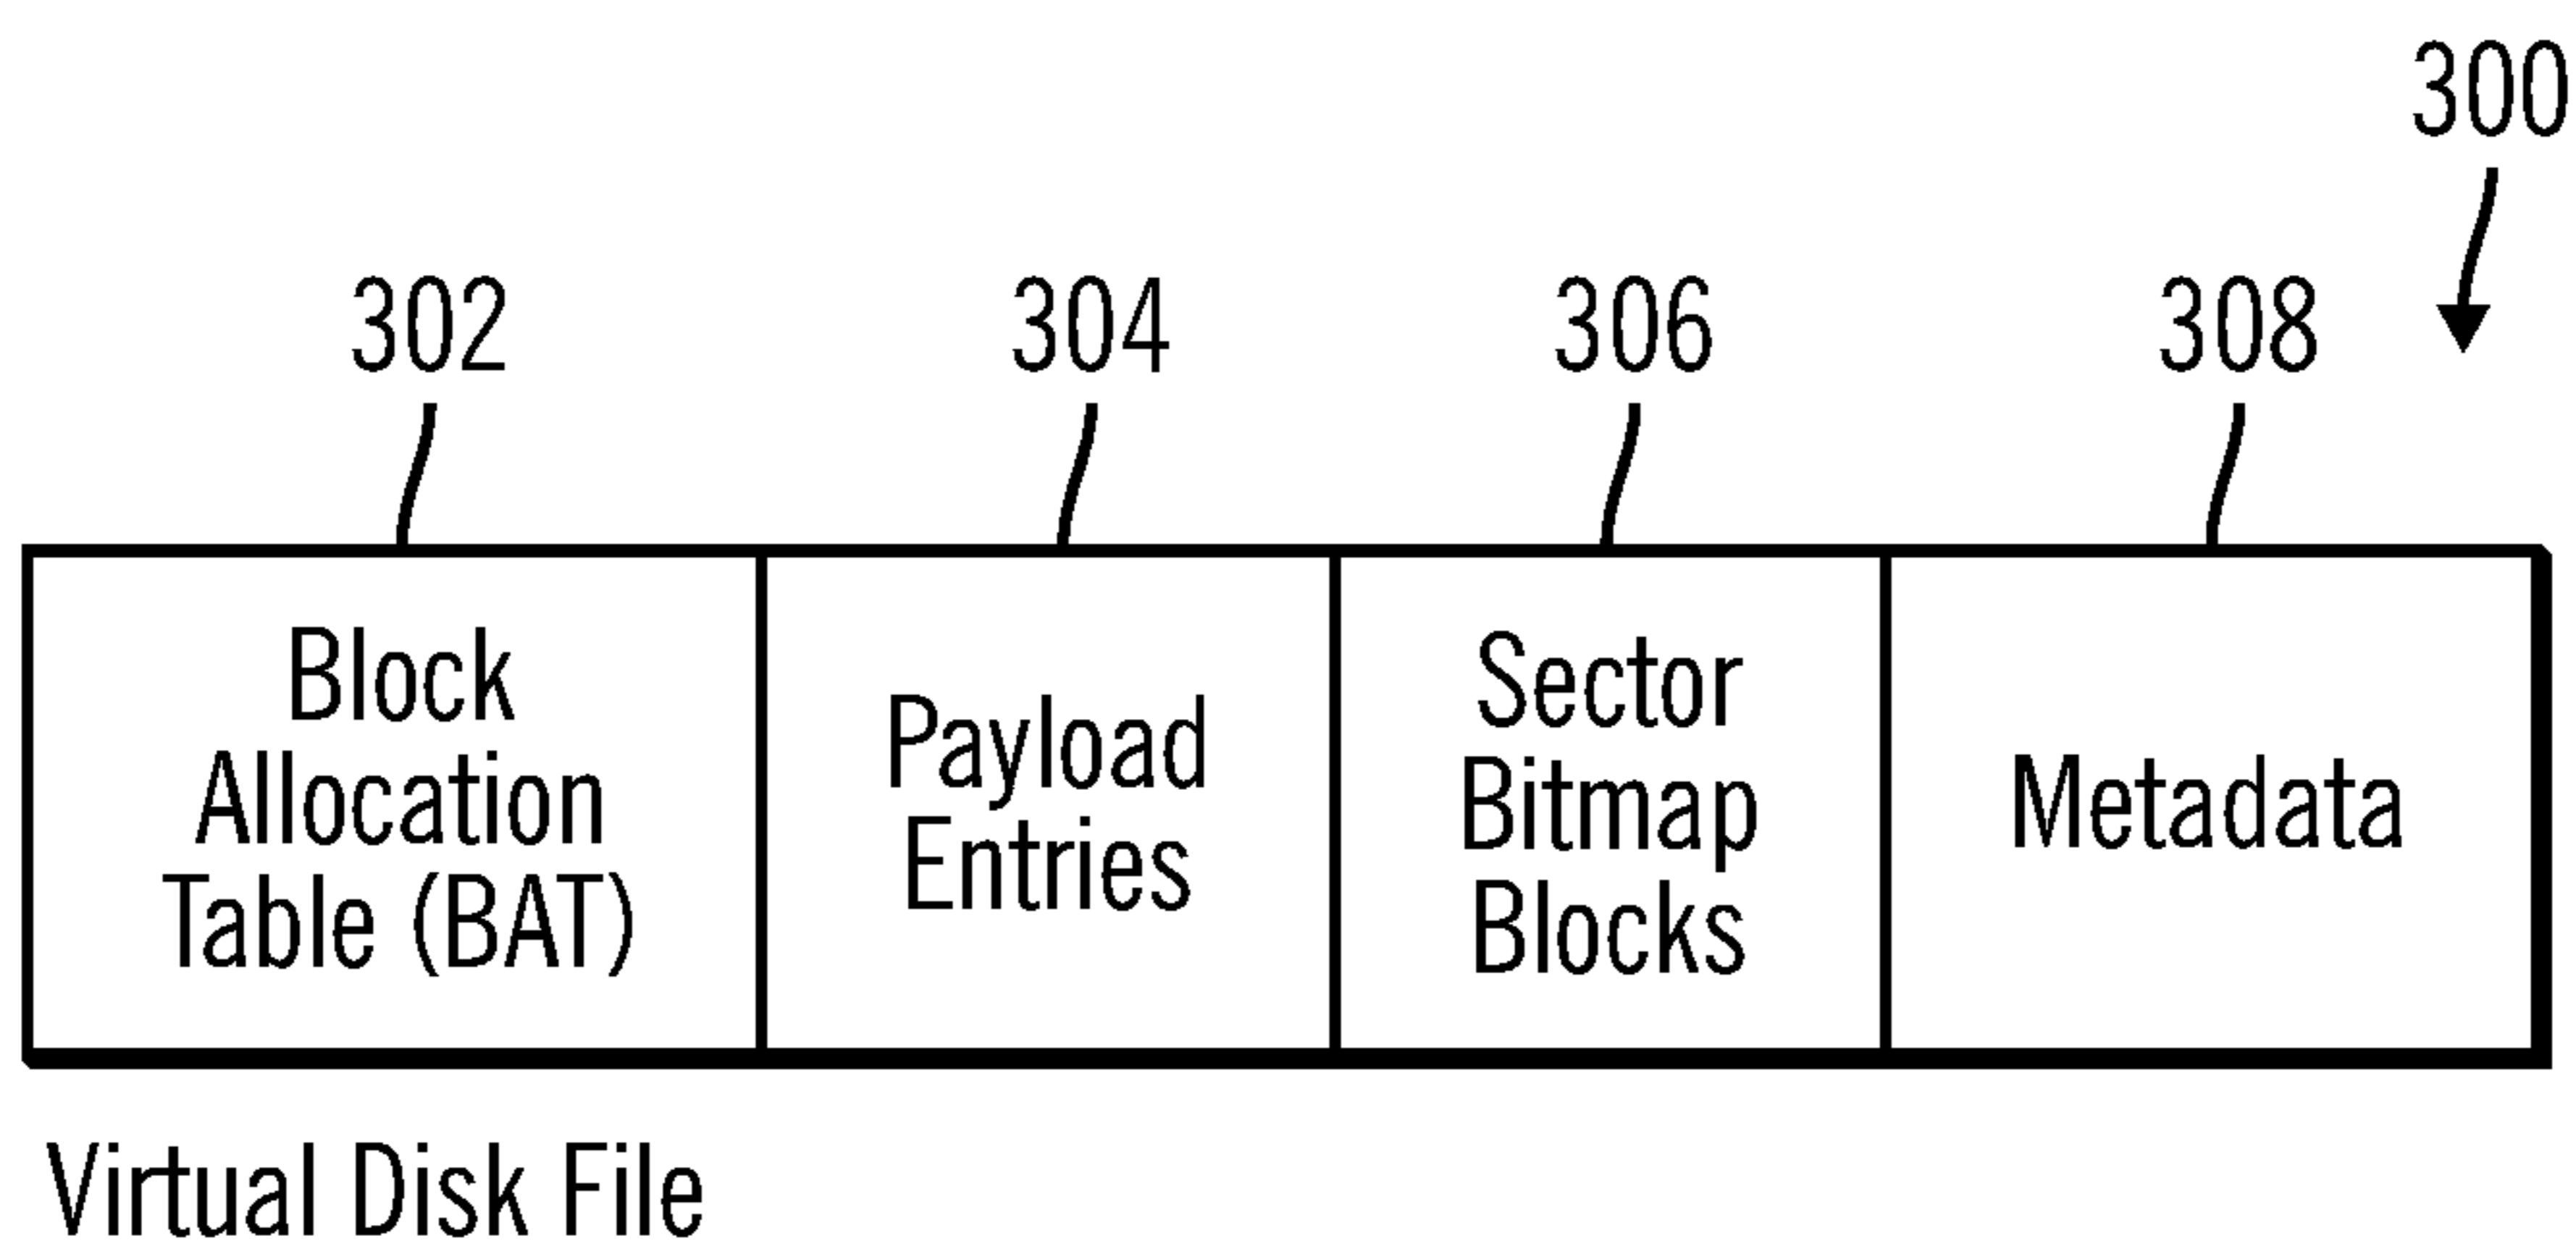 300
302 304 306 308
Block
Allocation
Table (BAT)
Payload
Entries
Sector
Bitmap
Blocks
Metadata
Virtual Disk File